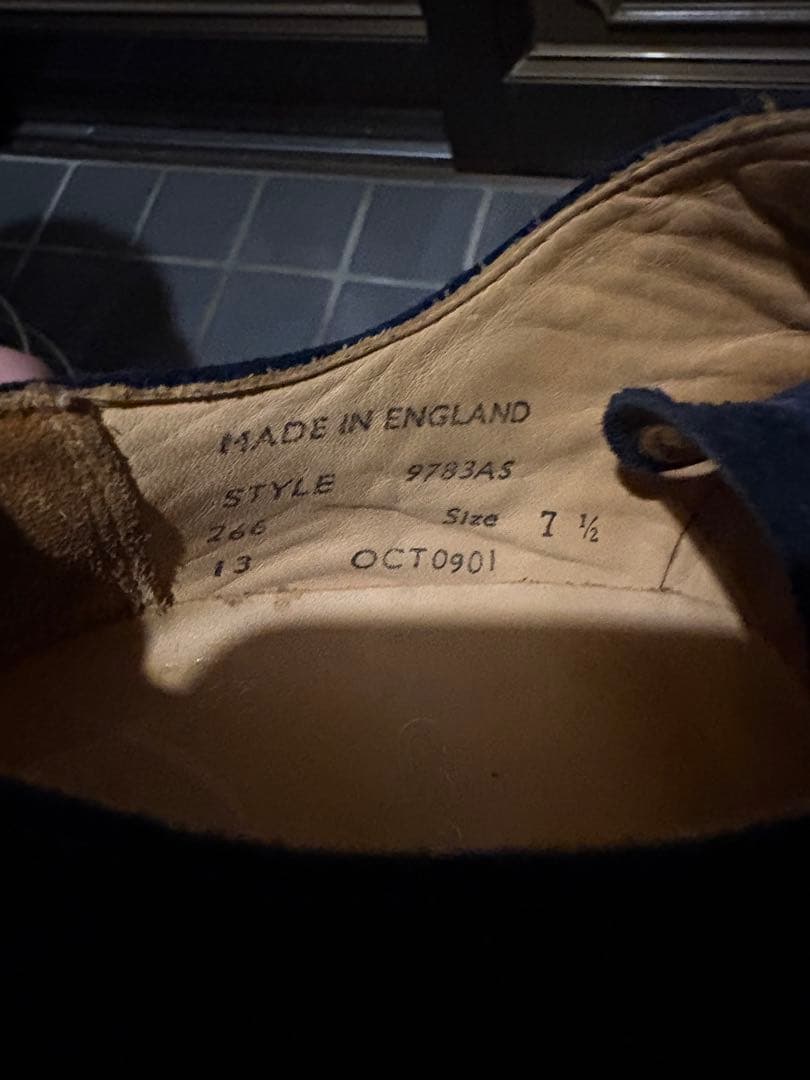 MADE IN ENGLAND
STYLE 9783AS
266 Size 7 ½
13 OCT0901